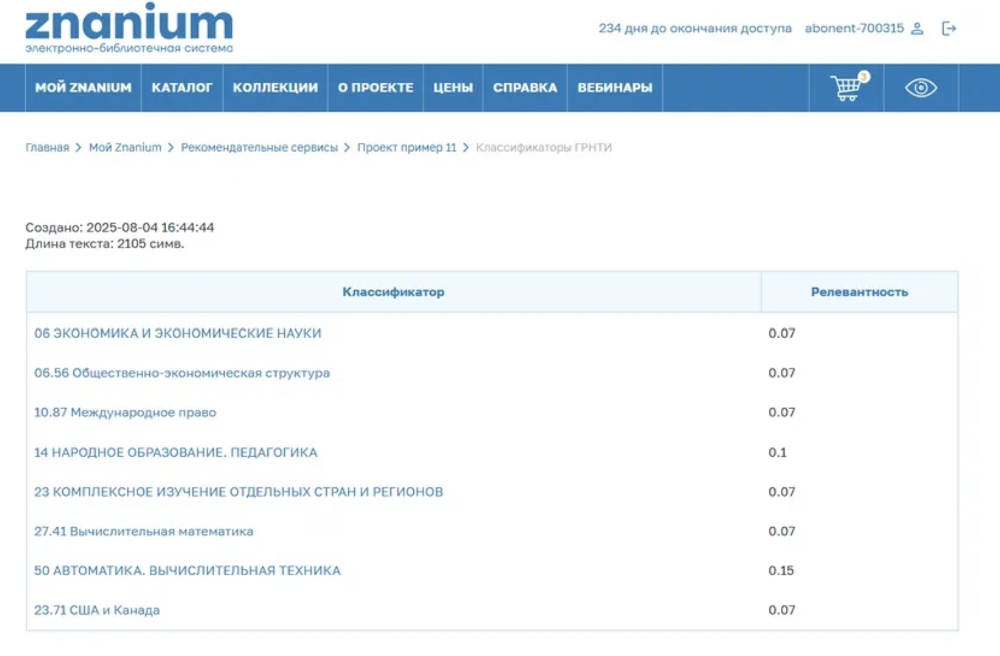 znanium
электронно-библиотечная система
234 дня до окончания доступа abonent-700315
МОЙ ZNANIUM КАТАЛОГ КОЛЛЕКЦИИ О ПРОЕКТЕ ЦЕНЫ СПРАВКА ВЕБИНАРЫ 3
Главная > Мой Znanium > Рекомендательные сервисы > Проект пример 11 > Классификаторы ГРНТИ
Создано: 2025-08-04 16:44:44
Длина текста: 2105 симв.
Классификатор Релевантность
06 ЭКОНОМИКА И ЭКОНОМИЧЕСКИЕ НАУКИ 0.07
06.56 Общественно-экономическая структура 0.07
10.87 Международное право 0.07
14 НАРОДНОЕ ОБРАЗОВАНИЕ. ПЕДАГОГИКА 0.1
23 КОМПЛЕКСНОЕ ИЗУЧЕНИЕ ОТДЕЛЬНЫХ СТРАН И РЕГИОНОВ 0.07
27.41 Вычислительная математика 0.07
50 АВТОМАТИКА. ВЫЧИСЛИТЕЛЬНАЯ ТЕХНИКА 0.15
23.71 США и Канада 0.07